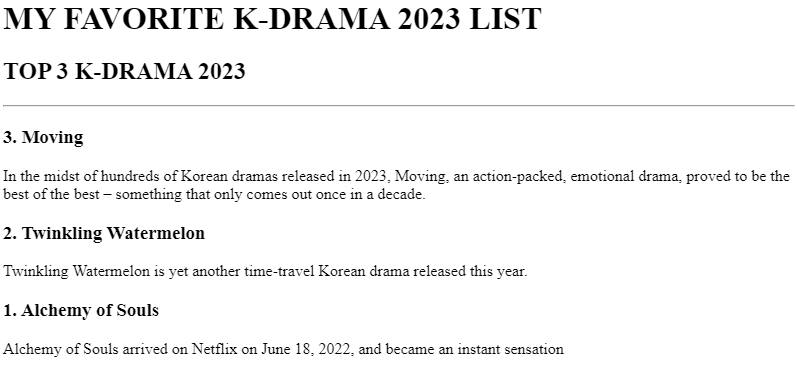 MY FAVORITE K-DRAMA 2023 LIST
TOP 3 K-DRAMA 2023
3. Moving
In the midst of hundreds of Korean dramas released in 2023, Moving, an action-packed, emotional drama, proved to be the
best of the best – something that only comes out once in a decade.
2. Twinkling Watermelon
Twinkling Watermelon is yet another time-travel Korean drama released this year.
1. Alchemy of Souls
Alchemy of Souls arrived on Netflix on June 18, 2022, and became an instant sensation